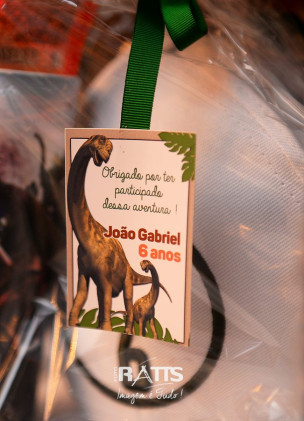 Obrigado por ter
participado
dessa aventura !
João Gabriel
6 anos
RATTS
Imagem é Tudo !